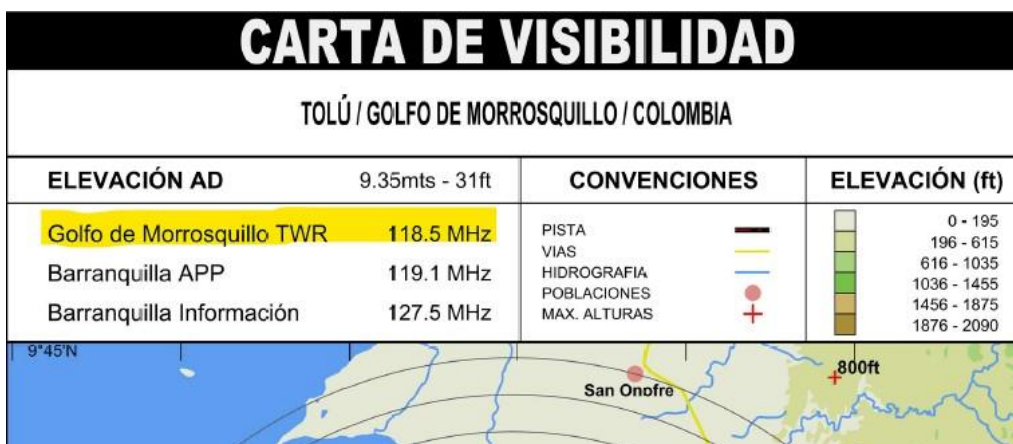 CARTA DE VISIBILIDAD
TOLÚ / GOLFO DE MORROSQUILLO / COLOMBIA
ELEVACIÓN AD 9.35mts - 31ft
Golfo de Morrosquillo TWR 118.5 MHz
Barranquilla APP 119.1 MHz
Barranquilla Información 127.5 MHz
CONVENCIONES
PISTA
VIAS
HIDROGRAFIA
POBLACIONES
MAX. ALTURAS
ELEVACIÓN (ft)
0 - 195
196 - 615
616 - 1035
1036 - 1455
1456 - 1875
1876 - 2090
9°45'N
San Onofre
800ft